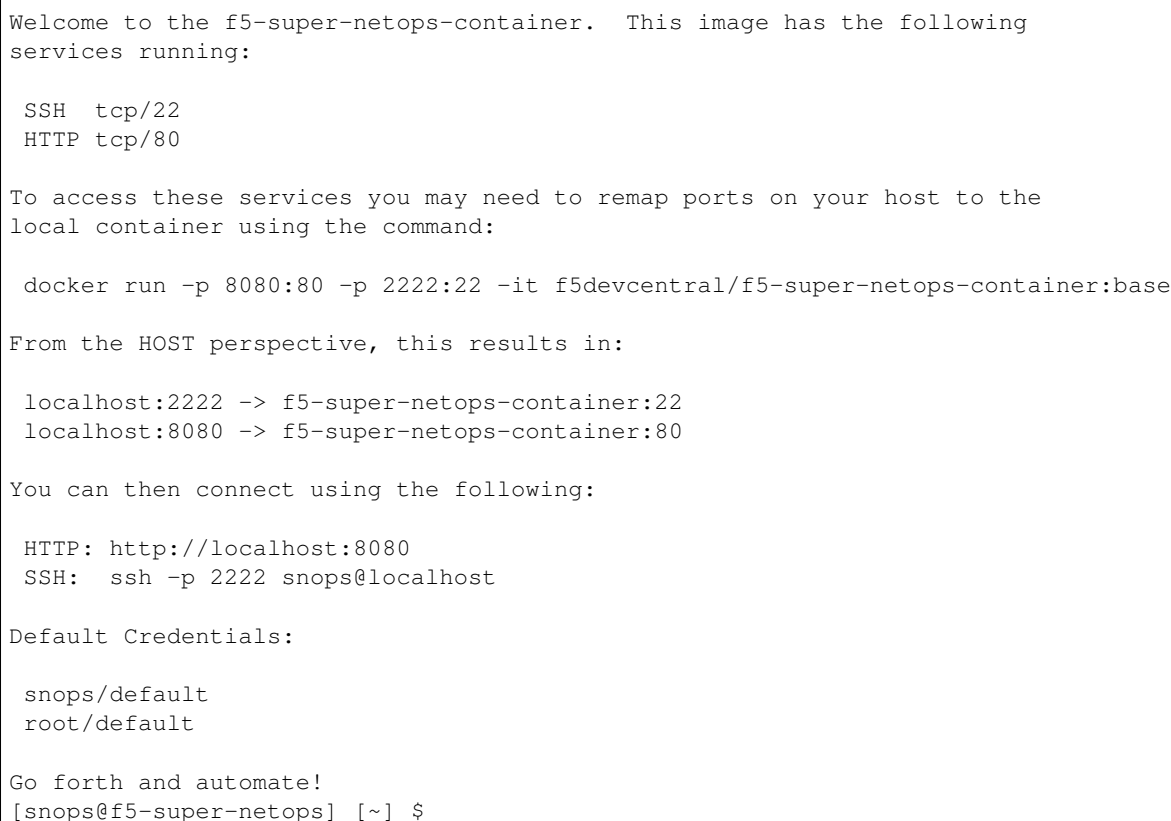 Welcome to the f5-super-netops-container.  This image has the following
services running:

 SSH  tcp/22
 HTTP tcp/80

To access these services you may need to remap ports on your host to the
local container using the command:

 docker run -p 8080:80 -p 2222:22 -it f5devcentral/f5-super-netops-container:base

From the HOST perspective, this results in:

 localhost:2222 -> f5-super-netops-container:22
 localhost:8080 -> f5-super-netops-container:80

You can then connect using the following:

 HTTP: http://localhost:8080
 SSH:  ssh -p 2222 snops@localhost

Default Credentials:

 snops/default
 root/default

Go forth and automate!
[snops@f5-super-netops] [~] $